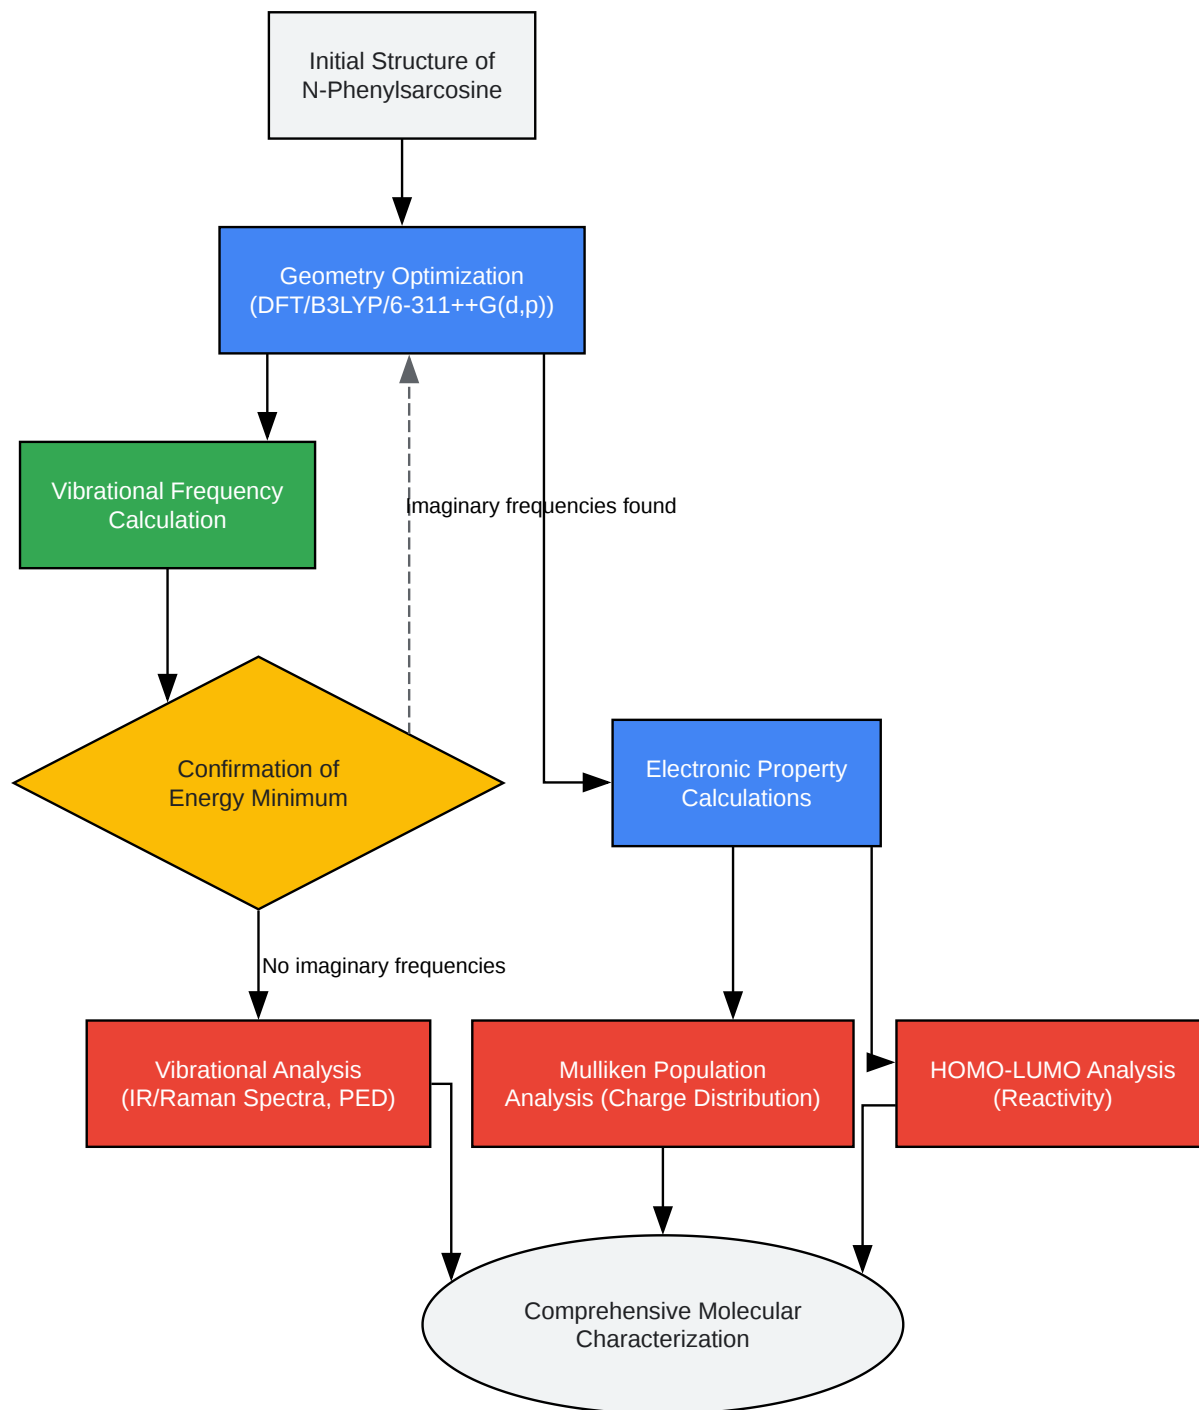 Initial Structure of
N-Phenylsarcosine
Geometry Optimization
(DFT/B3LYP/6-311++G(d,p))
Vibrational Frequency
Calculation
Imaginary frequencies found
Confirmation of
Energy Minimum
Electronic Property
Calculations
No imaginary frequencies
Vibrational Analysis
(IR/Raman Spectra, PED)
Mulliken Population
Analysis (Charge Distribution)
HOMO-LUMO Analysis
(Reactivity)
Comprehensive Molecular
Characterization